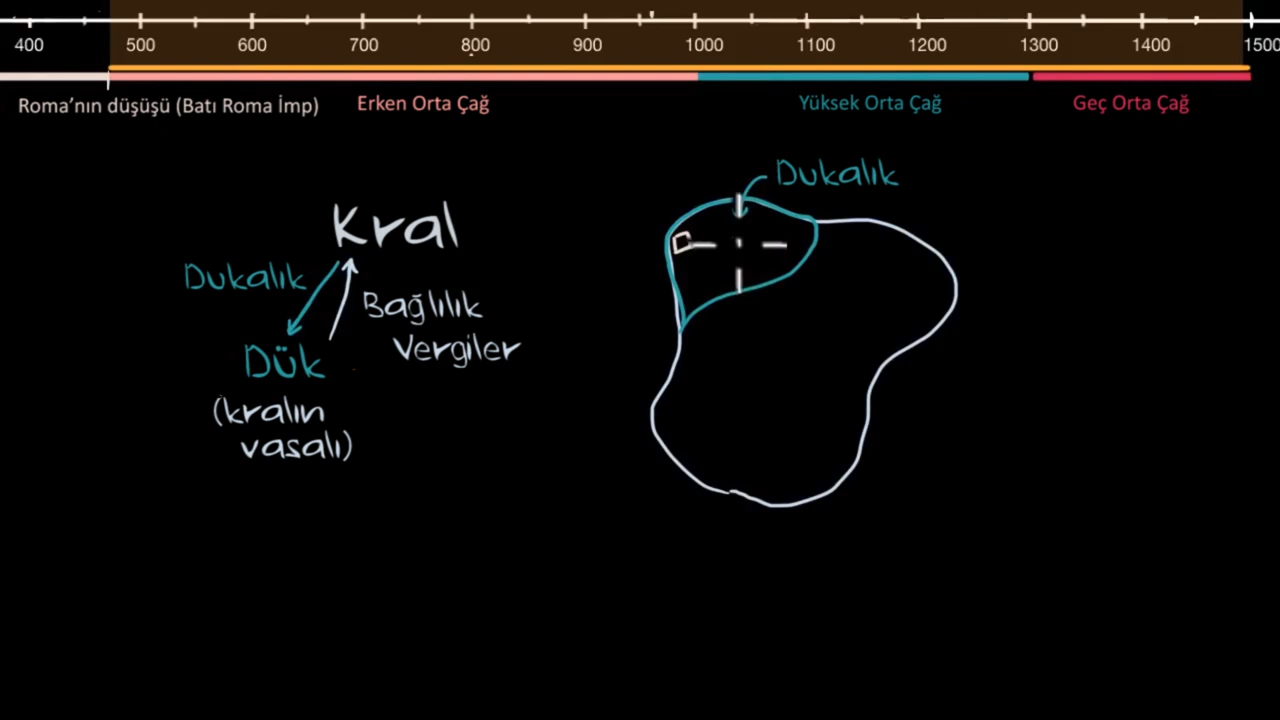 400 500 600 700 800 900 1000 1100 1200 1300 1400 1500
Roma’nın düşüşü (Batı Roma İmp) Erken Orta Çağ Yüksek Orta Çağ Geç Orta Çağ
Dukalık
Kral
Dukalık
Bağlılık
Vergiler
Dük
(kralın
vasalı)